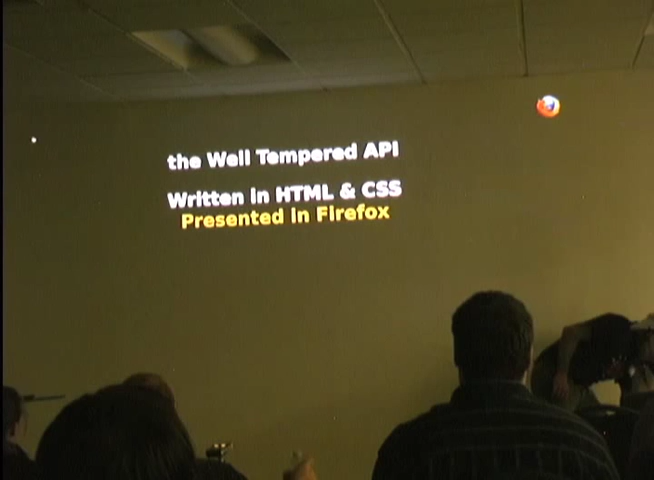 the Well Tempered API
Written in HTML & CSS
Presented in Firefox